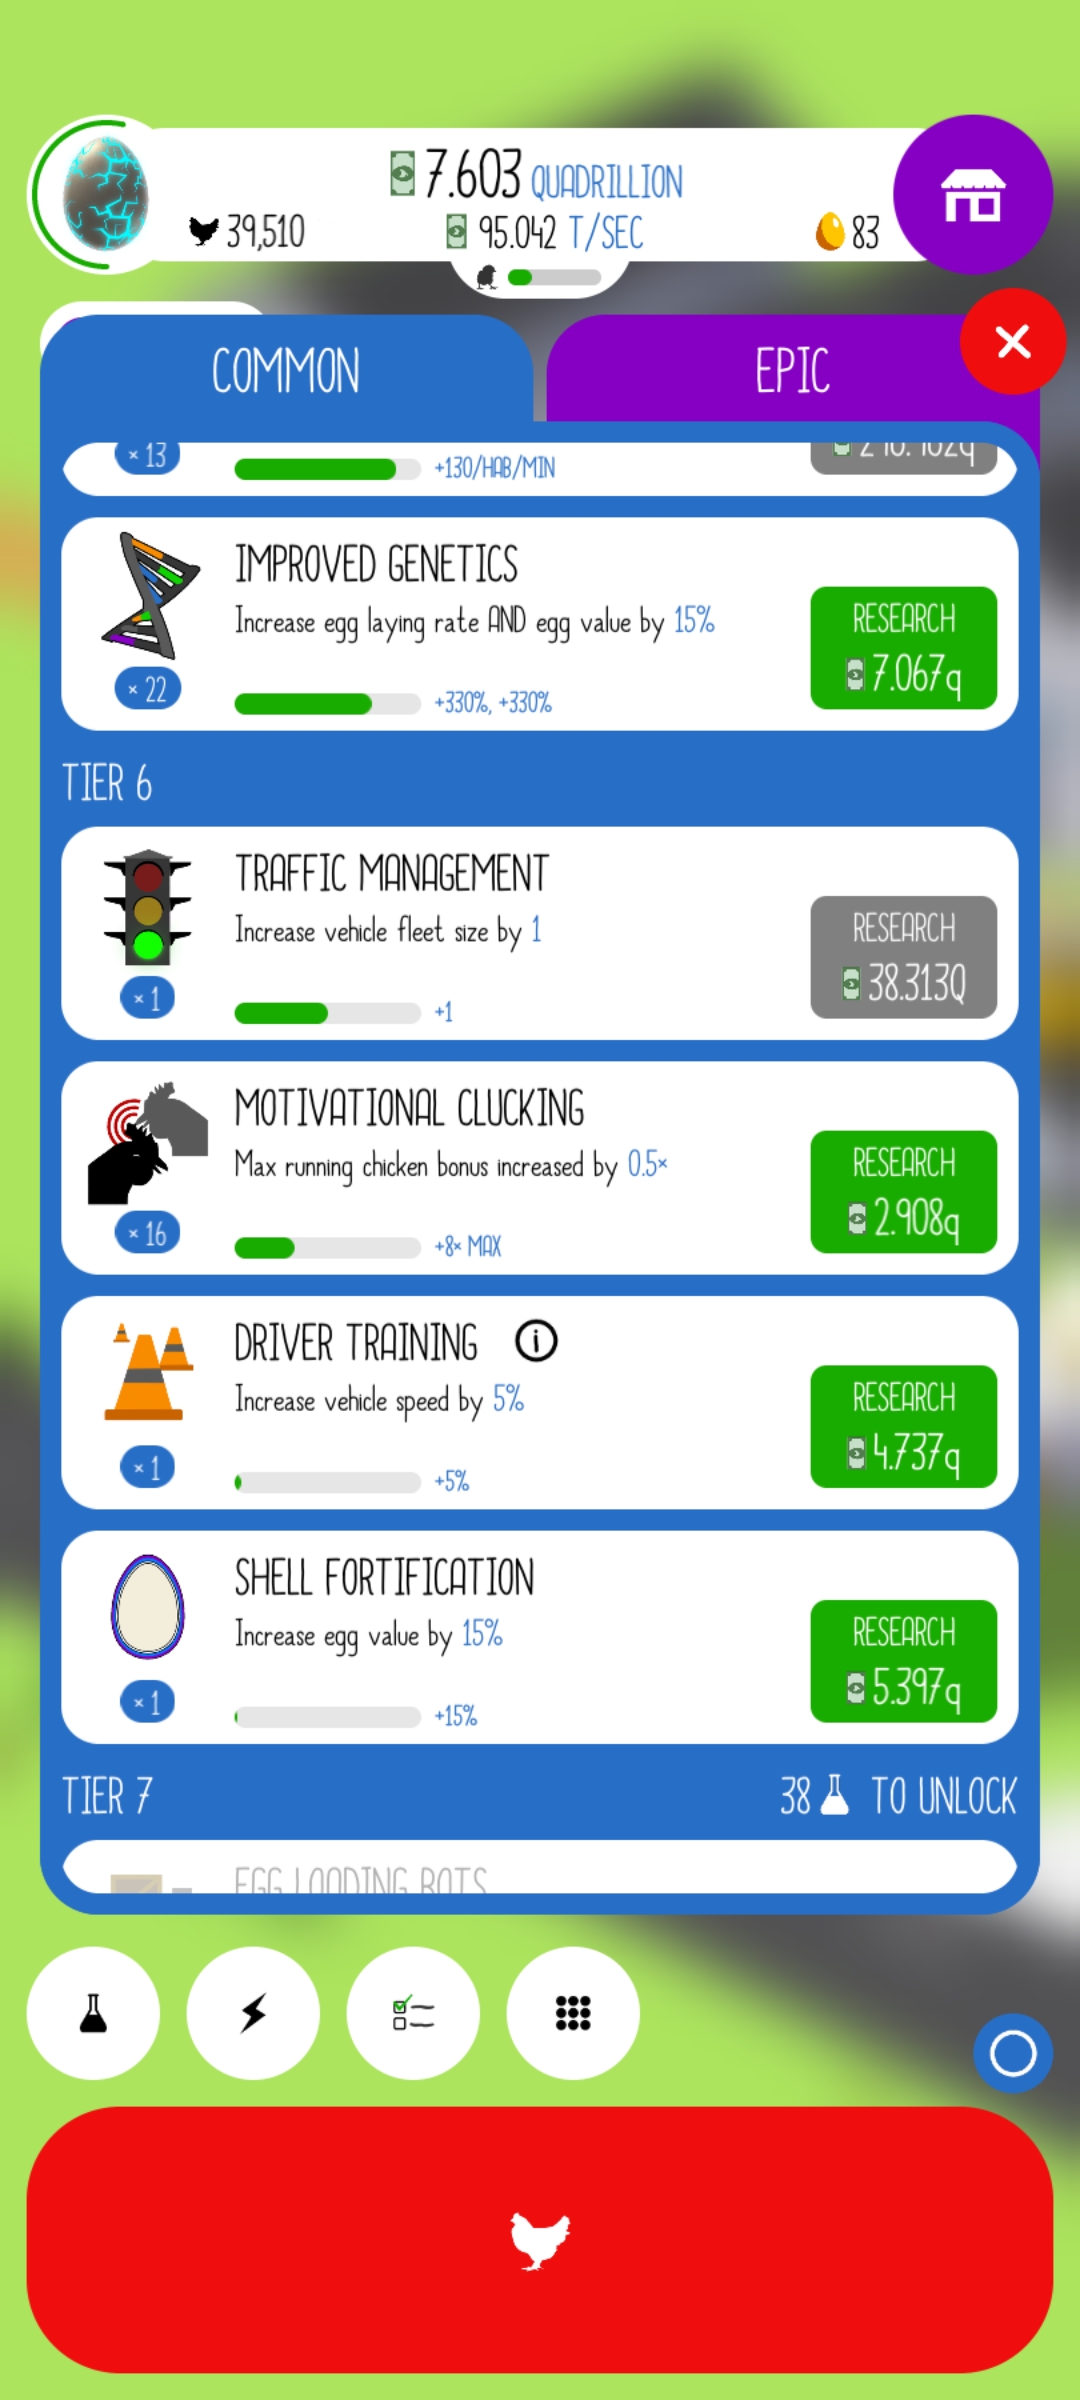 7.603 QUADRILLION
39,510
95.042 T/SEC
83
COMMON
EPIC
× 13
+130/HAB/MIN
IMPROVED GENETICS
Increase egg laying rate AND egg value by 15%
RESEARCH
7.067q
× 22
+330%, +330%
TIER 6
TRAFFIC MANAGEMENT
Increase vehicle fleet size by 1
RESEARCH
38.313Q
× 1
+1
MOTIVATIONAL CLUCKING
Max running chicken bonus increased by 0.5×
RESEARCH
2.908q
× 16
+8× MAX
DRIVER TRAINING
Increase vehicle speed by 5%
RESEARCH
4.737q
× 1
+5%
SHELL FORTIFICATION
Increase egg value by 15%
RESEARCH
5.397q
× 1
+15%
TIER 7
38 TO UNLOCK
EGG LOADING BOTS